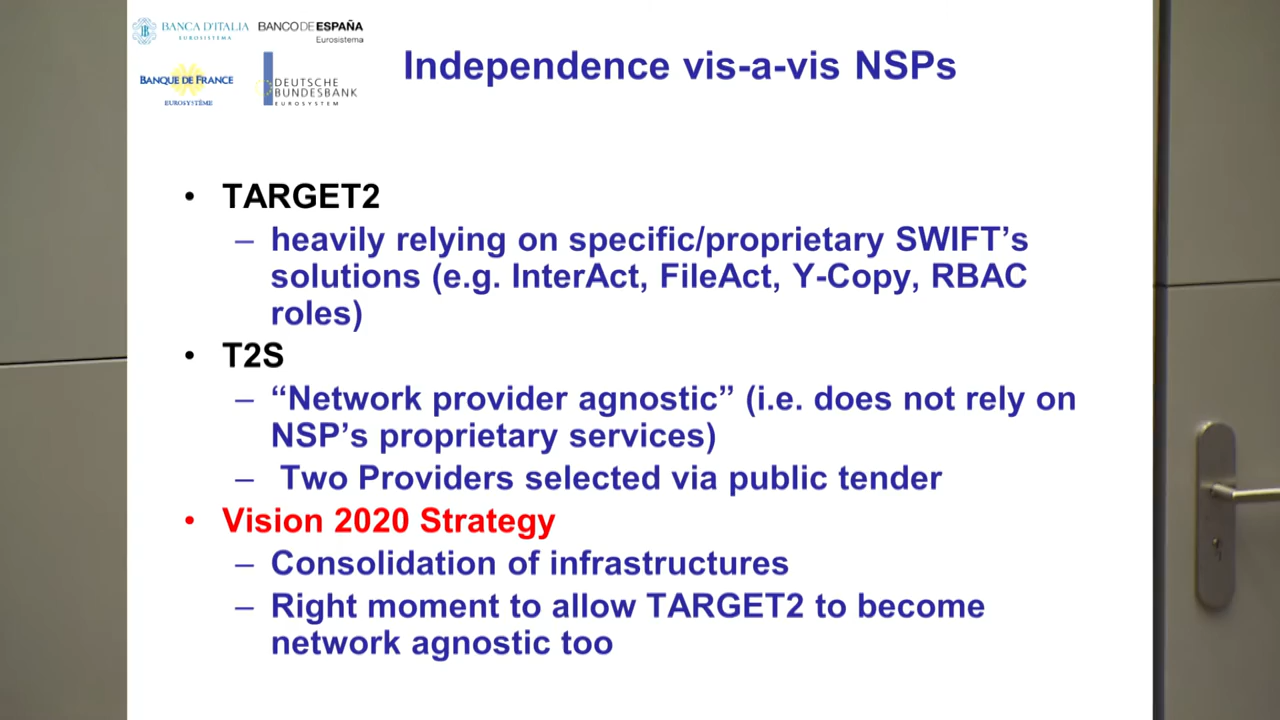 BANCA D'ITALIA
EUROSISTEMA
BANCODEESPAÑA
Eurosistema
BANQUE DE FRANCE
EUROSYSTÈME
DEUTSCHE
BUNDESBANK
EUROSYSTEM
Independence vis-a-vis NSPs
• TARGET2
– heavily relying on specific/proprietary SWIFT’s
solutions (e.g. InterAct, FileAct, Y-Copy, RBAC
roles)
• T2S
– “Network provider agnostic” (i.e. does not rely on
NSP’s proprietary services)
– Two Providers selected via public tender
• Vision 2020 Strategy
– Consolidation of infrastructures
– Right moment to allow TARGET2 to become
network agnostic too